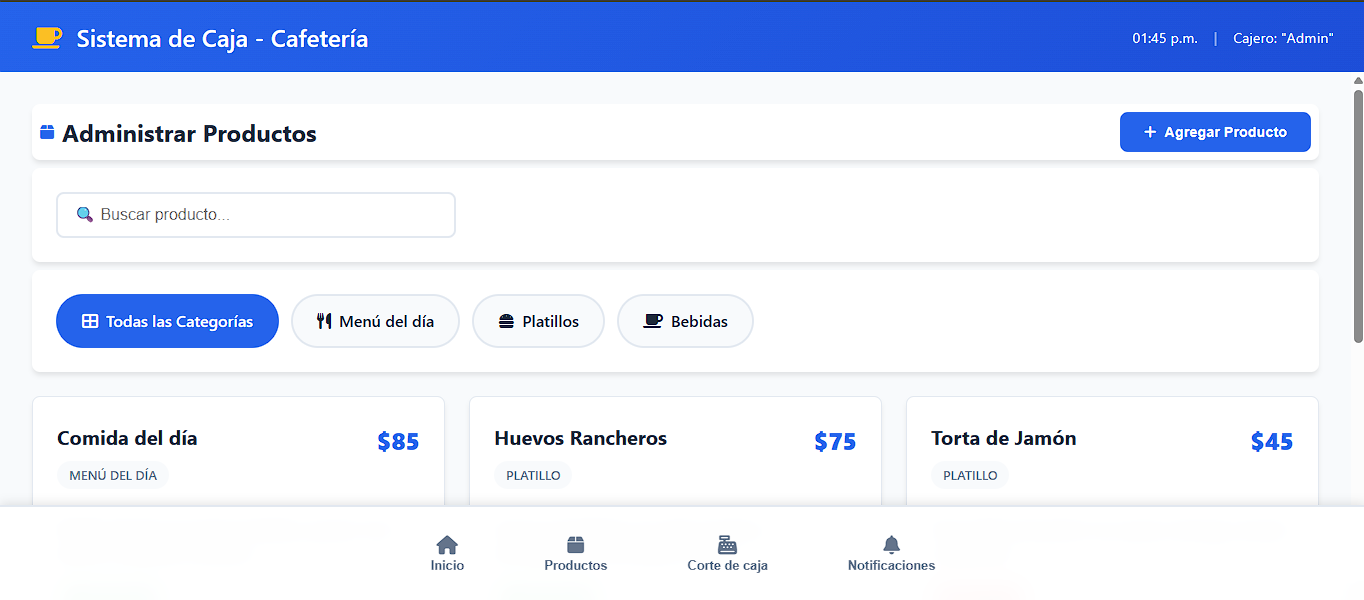 Sistema de Caja - Cafetería
01:45 p.m. | Cajero: "Admin"
Administrar Productos
+ Agregar Producto
Buscar producto...
Todas las Categorías
Menú del día
Platillos
Bebidas
Comida del día
$85
MENÚ DEL DÍA
Huevos Rancheros
$75
PLATILLO
Torta de Jamón
$45
PLATILLO
Inicio
Productos
Corte de caja
Notificaciones